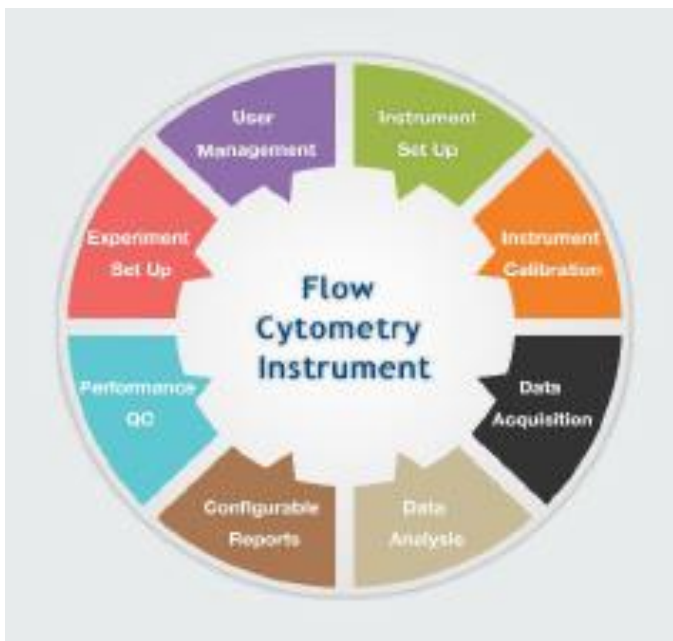 User
Management
Instrument
Set Up
Experiment
Set Up
Instrument
Calibration
Flow
Cytometry
Instrument
Performance
QC
Data
Acquisition
Configurable
Reports
Data
Analysis